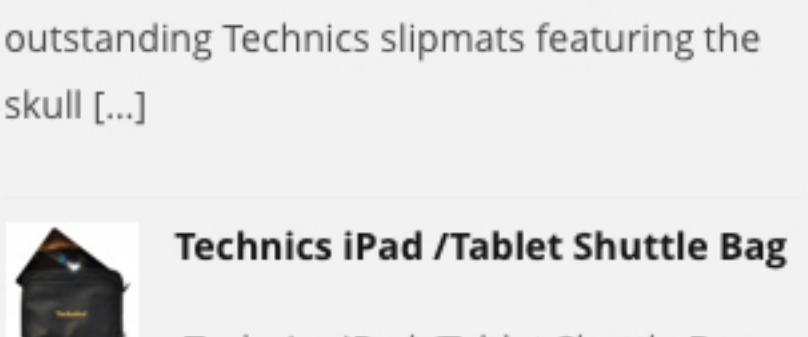 outstanding Technics slipmats featuring the
skull [...]
Technics iPad /Tablet Shuttle Bag